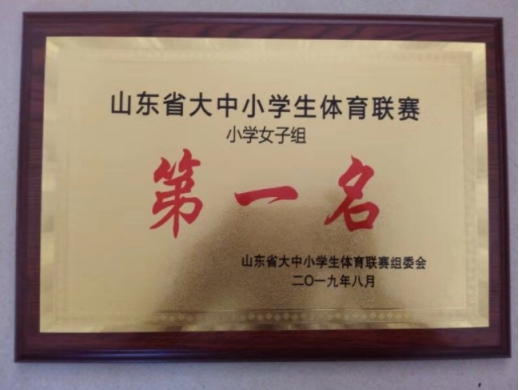 山东省大中小学生体育联赛
小学女子组
第一名
山东省大中小学生体育联赛组委会
二〇一九年八月